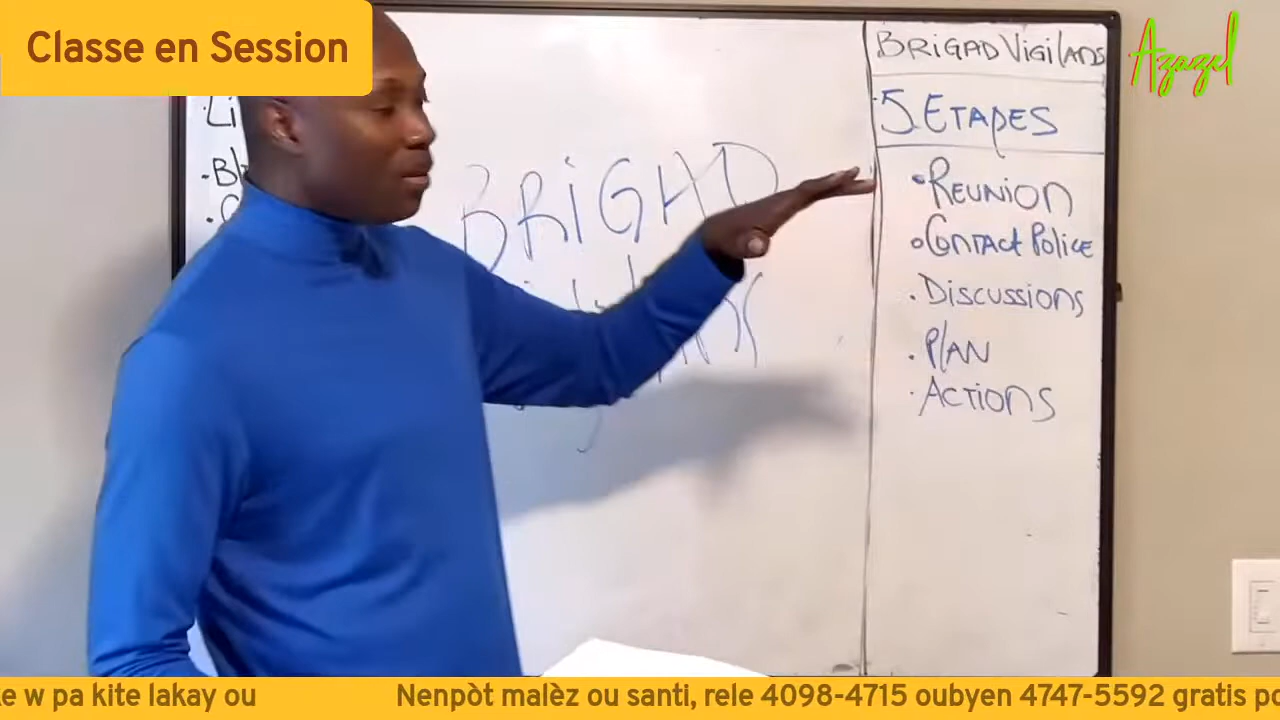 Classe en Session
Azazel
BRiGAD VigilANS
5 ETAPES
• REUNiON
• CONTACT POLiCE
• DiscussioNs
• PlAN
• AcTioNs
BRiGAD
w pa kite lakay ou
Nenpòt malèz ou santi, rele 4098-4715 oubyen 4747-5592 gratis